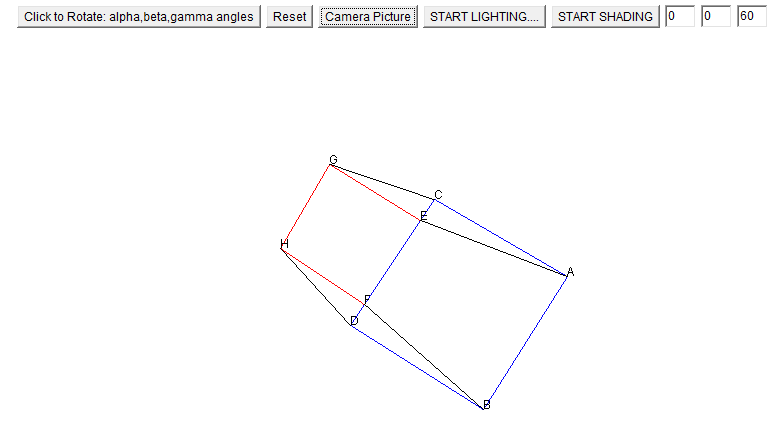 Click to Rotate: alpha,beta,gamma angles Reset Camera Picture START LIGHTING.... START SHADING 0 0 60
G
C
E
H
A
F
D
B